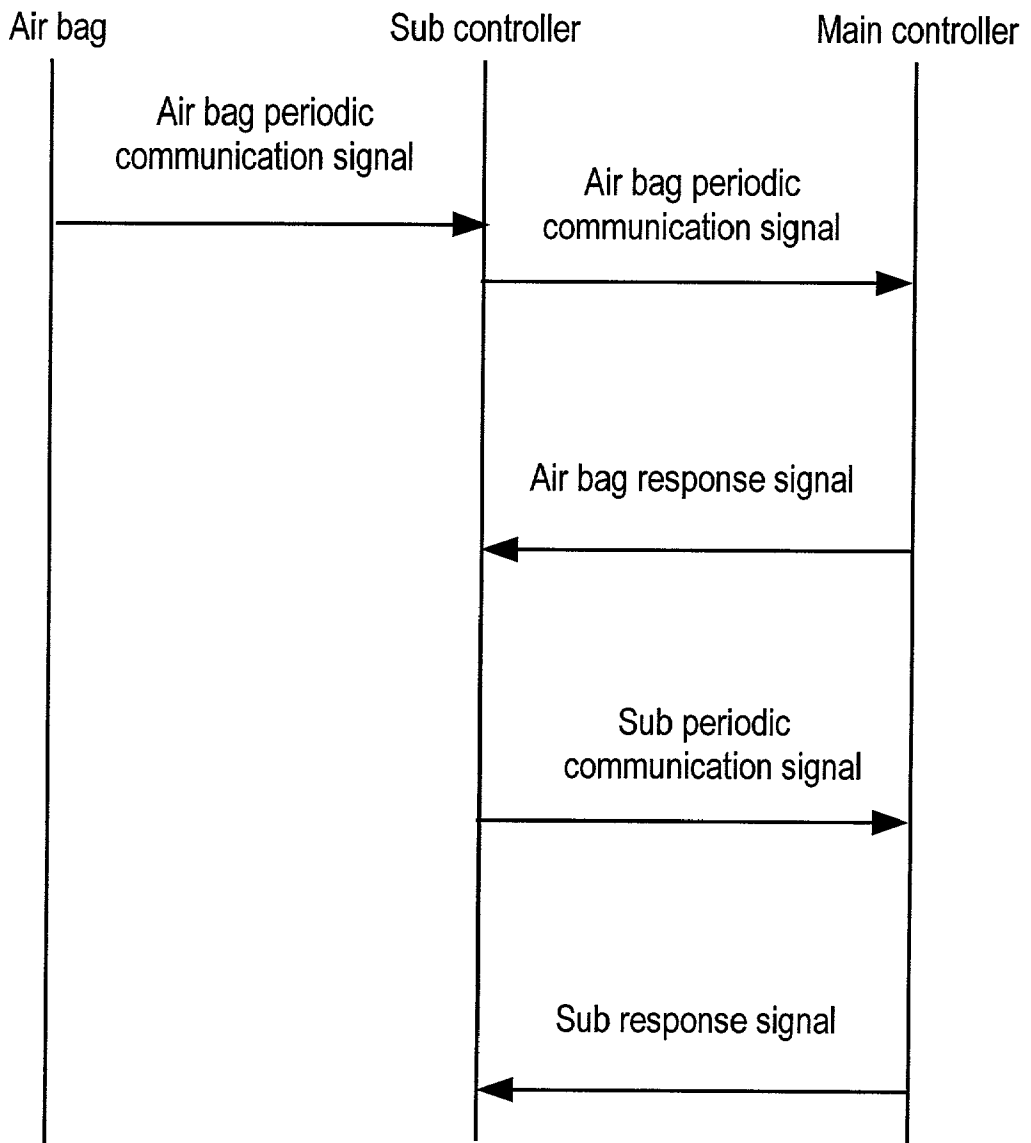 Air bag
Sub controller
Main controller
Air bag periodic
communication signal
Air bag periodic
communication signal
Air bag response signal
Sub periodic
communication signal
Sub response signal